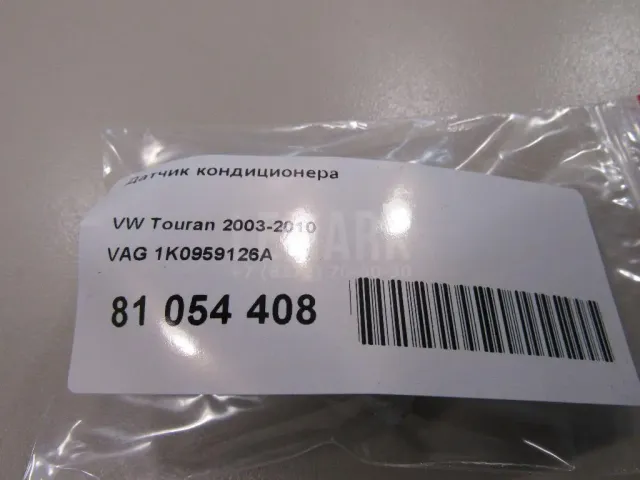 Датчик кондиционера
VW Touran 2003-2010
VAG 1K0959126A
81 054 408